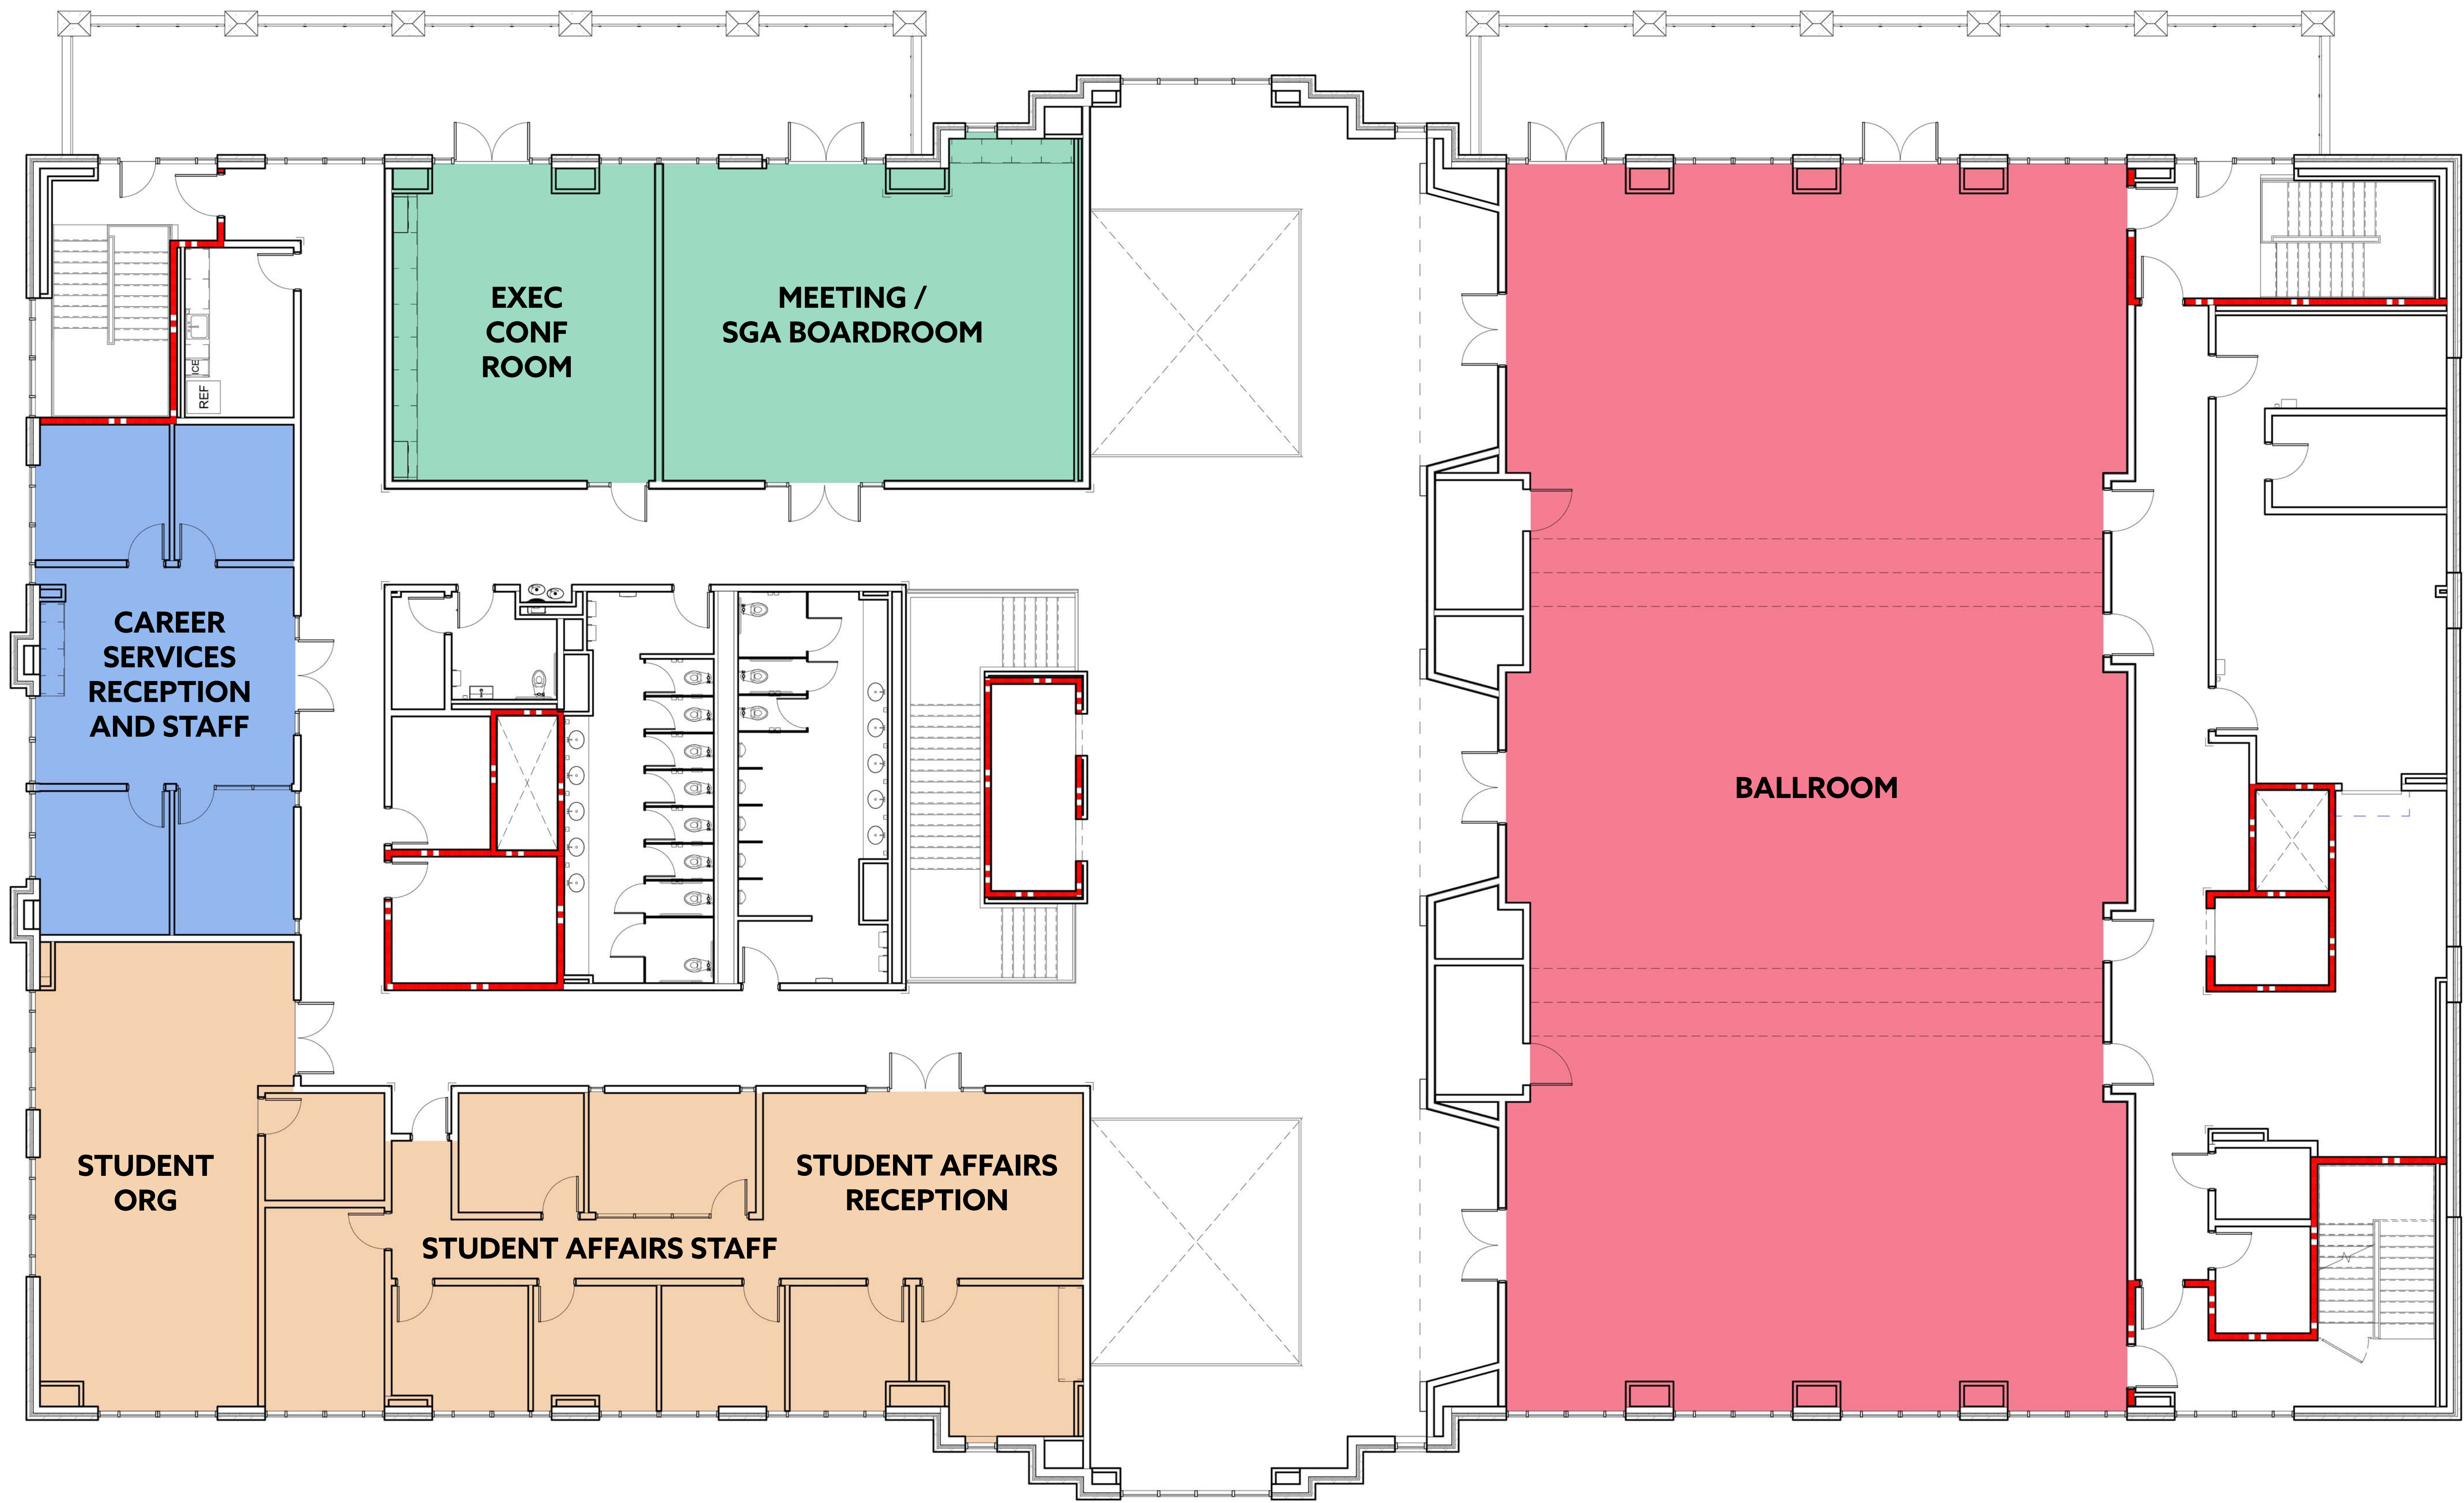 EXEC
CONF
ROOM
MEETING /
SGA BOARDROOM
ICE
REF
CAREER
SERVICES
RECEPTION
AND STAFF
BALLROOM
STUDENT
ORG
STUDENT AFFAIRS
RECEPTION
STUDENT AFFAIRS STAFF